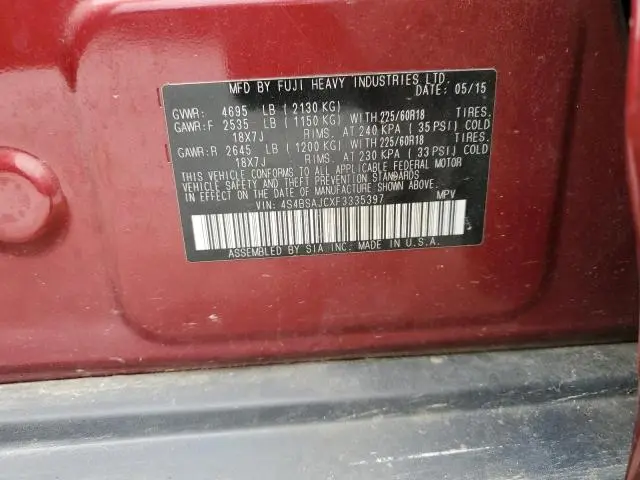 MFD BY FUJI HEAVY INDUSTRIES LTD.
DATE: 05/15
GVWR: 4695 LB (2130 KG)
GAWR:F 2535 LB (1150 KG) WITH 225/60R18 TIRES.
18X7J RIMS. AT 240 KPA (35 PSI) COLD
GAWR:R 2645 LB (1200 KG) WITH 225/60R18 TIRES.
18X7J RIMS. AT 230 KPA (33 PSI) COLD
THIS VEHICLE CONFORMS TO ALL APPLICABLE FEDERAL MOTOR
VEHICLE SAFETY AND THEFT PREVENTION STANDARDS IN EFFECT
ON THE DATE OF MANUFACTURE SHOWN ABOVE.
VIN: 4S4BSAJCXF3335397 MPV
ASSEMBLED BY SIA INC. MADE IN U.S.A.